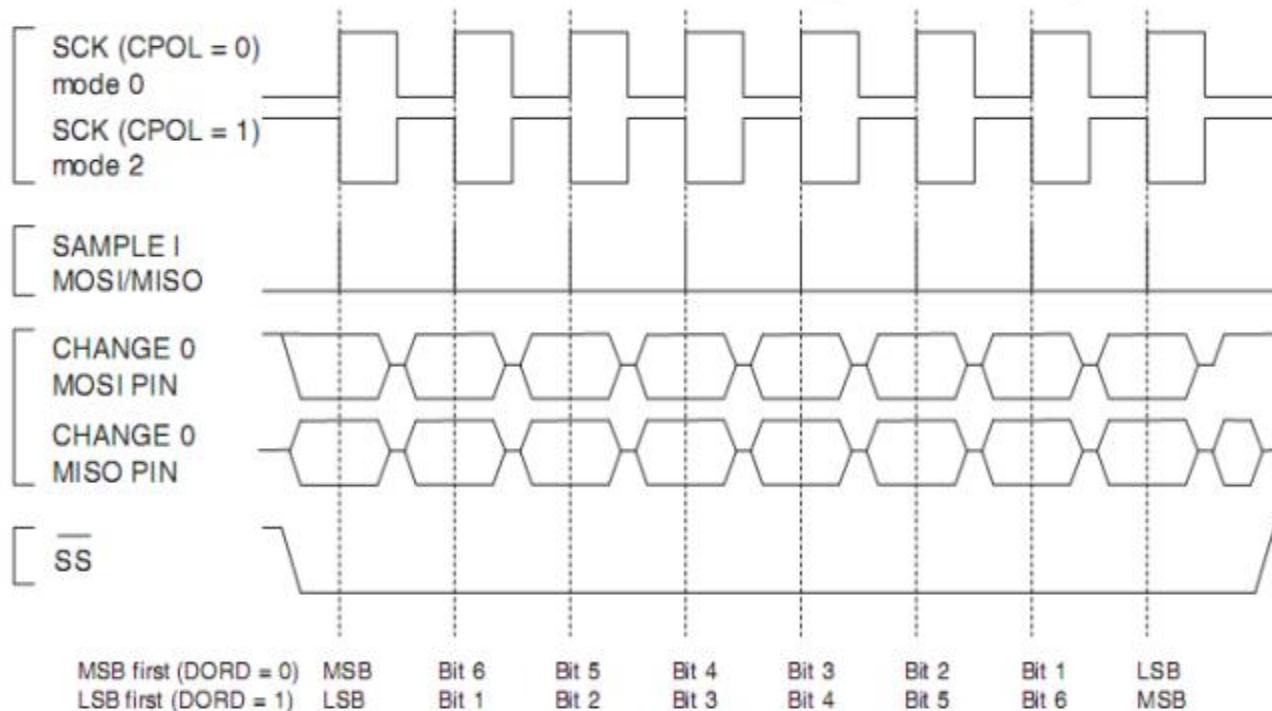 SCK (CPOL = 0)
mode 0
SCK (CPOL = 1)
mode 2
SAMPLE I
MOSI/MISO
CHANGE 0
MOSI PIN
CHANGE 0
MISO PIN
SS
MSB first (DORD = 0) MSB Bit 6 Bit 5 Bit 4 Bit 3 Bit 2 Bit 1 LSB
LSB first (DORD = 1) LSB Bit 1 Bit 2 Bit 3 Bit 4 Bit 5 Bit 6 MSB